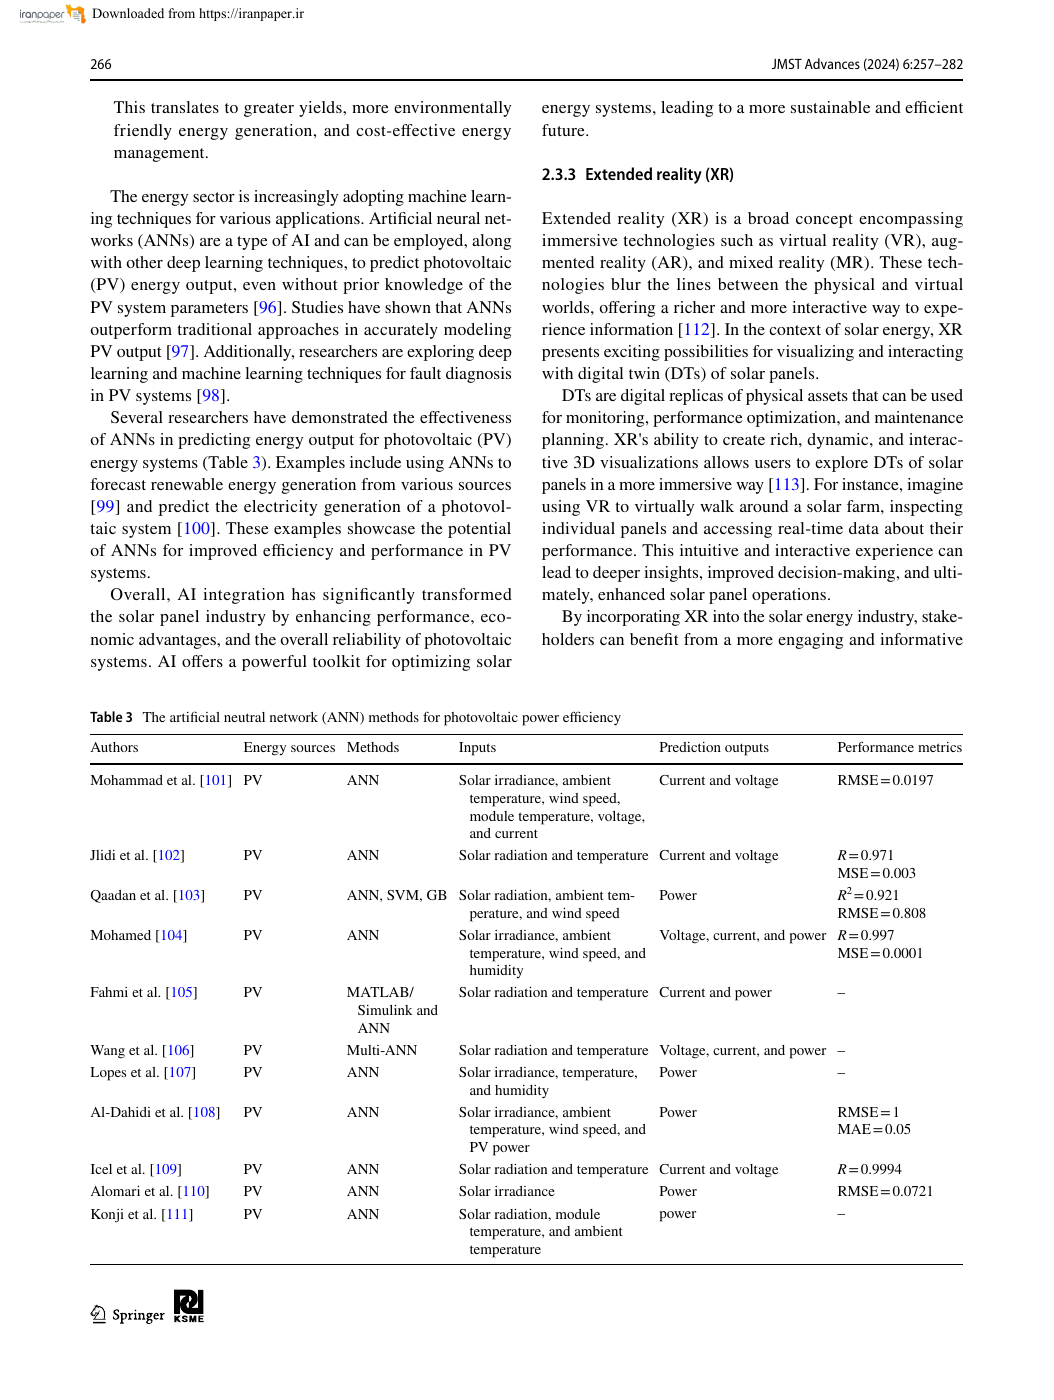 iranpaper
Downloaded from https://iranpaper.ir
266
JMST Advances (2024) 6:257–282
This translates to greater yields, more environmentally
friendly energy generation, and cost-effective energy
management.
The energy sector is increasingly adopting machine learn-
ing techniques for various applications. Artificial neural net-
works (ANNs) are a type of AI and can be employed, along
with other deep learning techniques, to predict photovoltaic
(PV) energy output, even without prior knowledge of the
PV system parameters [96]. Studies have shown that ANNs
outperform traditional approaches in accurately modeling
PV output [97]. Additionally, researchers are exploring deep
learning and machine learning techniques for fault diagnosis
in PV systems [98].
Several researchers have demonstrated the effectiveness
of ANNs in predicting energy output for photovoltaic (PV)
energy systems (Table 3). Examples include using ANNs to
forecast renewable energy generation from various sources
[99] and predict the electricity generation of a photovol-
taic system [100]. These examples showcase the potential
of ANNs for improved efficiency and performance in PV
systems.
Overall, AI integration has significantly transformed
the solar panel industry by enhancing performance, eco-
nomic advantages, and the overall reliability of photovoltaic
systems. AI offers a powerful toolkit for optimizing solar
energy systems, leading to a more sustainable and efficient
future.
2.3.3 Extended reality (XR)
Extended reality (XR) is a broad concept encompassing
immersive technologies such as virtual reality (VR), aug-
mented reality (AR), and mixed reality (MR). These tech-
nologies blur the lines between the physical and virtual
worlds, offering a richer and more interactive way to expe-
rience information [112]. In the context of solar energy, XR
presents exciting possibilities for visualizing and interacting
with digital twin (DTs) of solar panels.
DTs are digital replicas of physical assets that can be used
for monitoring, performance optimization, and maintenance
planning. XR's ability to create rich, dynamic, and interac-
tive 3D visualizations allows users to explore DTs of solar
panels in a more immersive way [113]. For instance, imagine
using VR to virtually walk around a solar farm, inspecting
individual panels and accessing real-time data about their
performance. This intuitive and interactive experience can
lead to deeper insights, improved decision-making, and ulti-
mately, enhanced solar panel operations.
By incorporating XR into the solar energy industry, stake-
holders can benefit from a more engaging and informative
Table 3 The artificial neutral network (ANN) methods for photovoltaic power efficiency
Authors Energy sources Methods Inputs Prediction outputs Performance metrics
Mohammad et al. [101] PV ANN Solar irradiance, ambient Current and voltage RMSE=0.0197
temperature, wind speed,
module temperature, voltage,
and current
Jlidi et al. [102] PV ANN Solar radiation and temperature Current and voltage R=0.971
MSE=0.003
Qaadan et al. [103] PV ANN, SVM, GB Solar radiation, ambient tem- Power R²=0.921
perature, and wind speed RMSE=0.808
Mohamed [104] PV ANN Solar irradiance, ambient Voltage, current, and power R=0.997
temperature, wind speed, and MSE=0.0001
humidity
Fahmi et al. [105] PV MATLAB/ Solar radiation and temperature Current and power –
Simulink and
ANN
Wang et al. [106] PV Multi-ANN Solar radiation and temperature Voltage, current, and power –
Lopes et al. [107] PV ANN Solar irradiance, temperature, Power –
and humidity
Al-Dahidi et al. [108] PV ANN Solar irradiance, ambient Power RMSE=1
temperature, wind speed, and MAE=0.05
PV power
Icel et al. [109] PV ANN Solar radiation and temperature Current and voltage R=0.9994
Alomari et al. [110] PV ANN Solar irradiance Power RMSE=0.0721
Konji et al. [111] PV ANN Solar radiation, module power –
temperature, and ambient
temperature
Springer
KSME